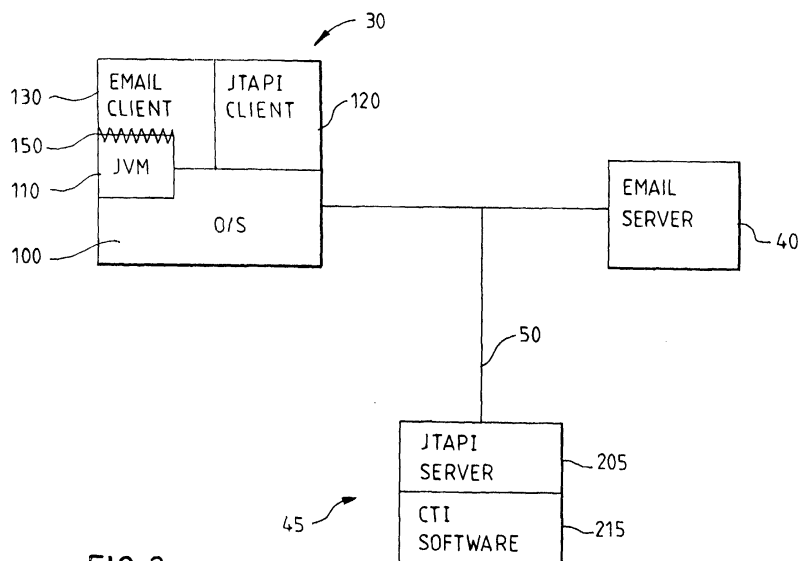 30
EMAIL
CLIENT
JTAPI
CLIENT
130
120
150
JVM
110
O/S
100
EMAIL
SERVER
40
50
JTAPI
SERVER
205
45
CTI
SOFTWARE
215